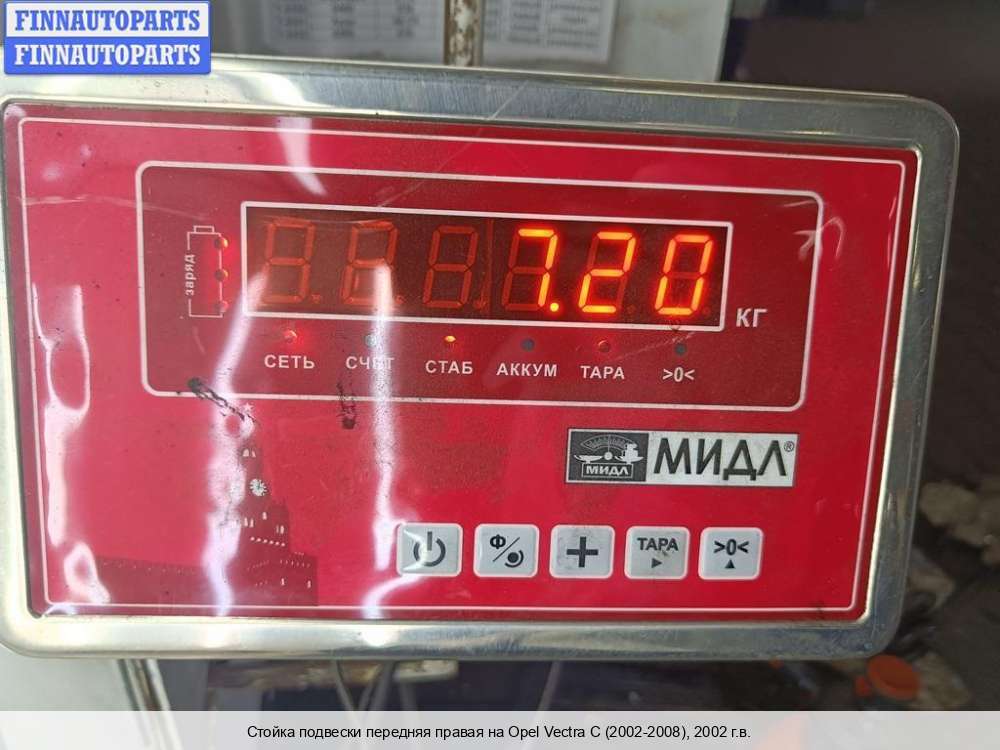 FINNAUTOPARTS
FINNAUTOPARTS
заряд
7.20
КГ
СЕТЬ СЧЕТ СТАБ АККУМ ТАРА >0<
МИДЛ МИДЛ®
Ф/ + ТАРА >0<
Стойка подвески передняя правая на Opel Vectra C (2002-2008), 2002 г.в.